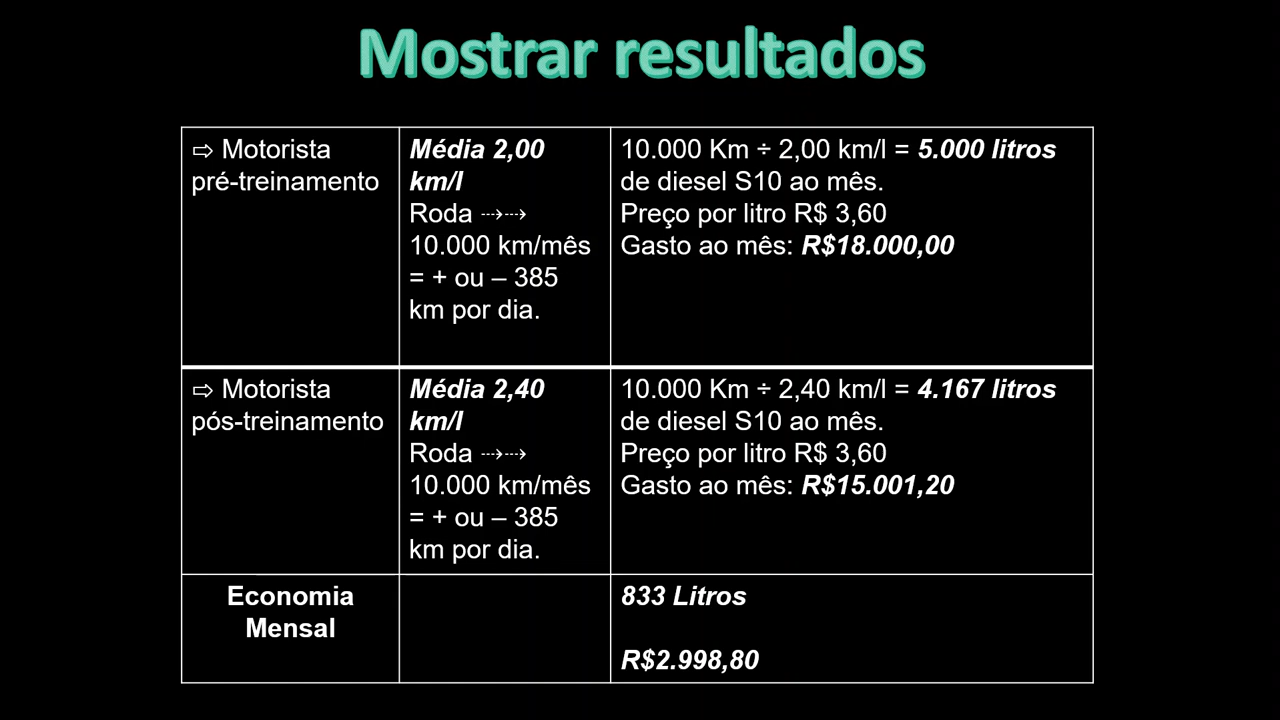 Mostrar resultados
⇨ Motorista
pré-treinamento
Média 2,00
km/l
Roda ⇢⇢
10.000 km/mês
= + ou – 385
km por dia.
10.000 Km ÷ 2,00 km/l = 5.000 litros
de diesel S10 ao mês.
Preço por litro R$ 3,60
Gasto ao mês: R$18.000,00
⇨ Motorista
pós-treinamento
Média 2,40
km/l
Roda ⇢⇢
10.000 km/mês
= + ou – 385
km por dia.
10.000 Km ÷ 2,40 km/l = 4.167 litros
de diesel S10 ao mês.
Preço por litro R$ 3,60
Gasto ao mês: R$15.001,20
Economia
Mensal
833 Litros
R$2.998,80